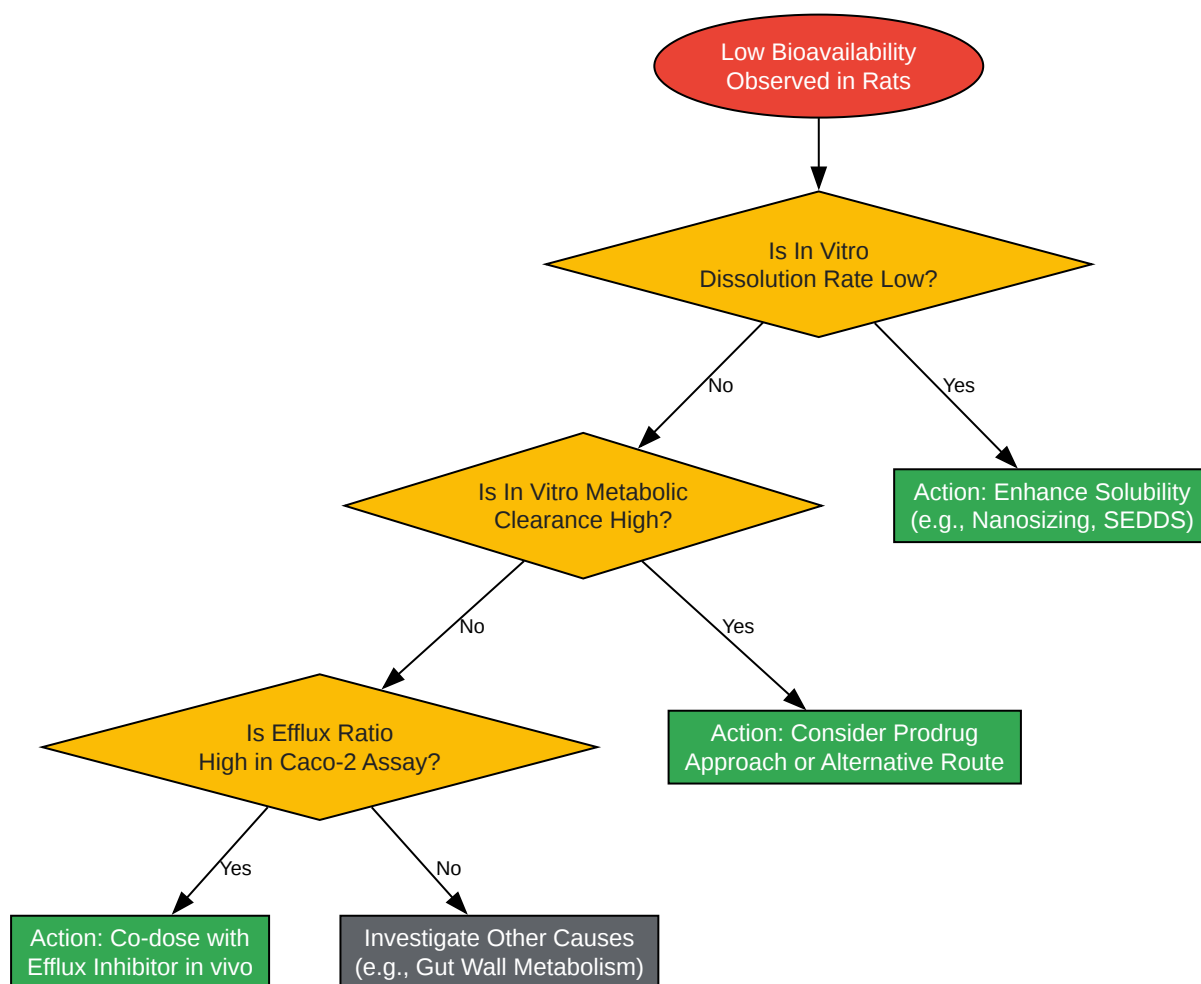 Low Bioavailability
Observed in Rats
Is In Vitro
Dissolution Rate Low?
No
Yes
Is In Vitro Metabolic
Clearance High?
Action: Enhance Solubility
(e.g., Nanosizing, SEDDS)
No
Yes
Is Efflux Ratio
High in Caco-2 Assay?
Action: Consider Prodrug
Approach or Alternative Route
Yes
No
Action: Co-dose with
Efflux Inhibitor in vivo
Investigate Other Causes
(e.g., Gut Wall Metabolism)